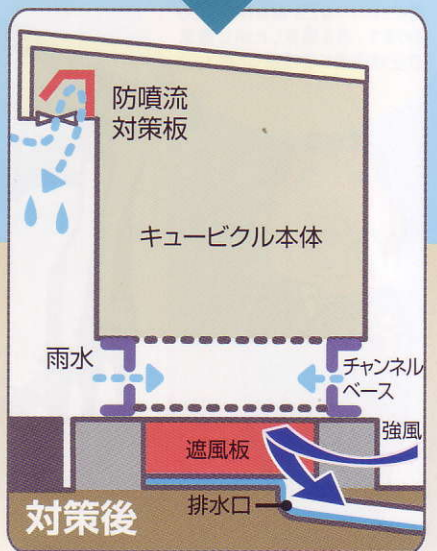 防噴流
対策板
キュービクル本体
雨水
チャンネル
ベース
強風
遮風板
排水口
対策後